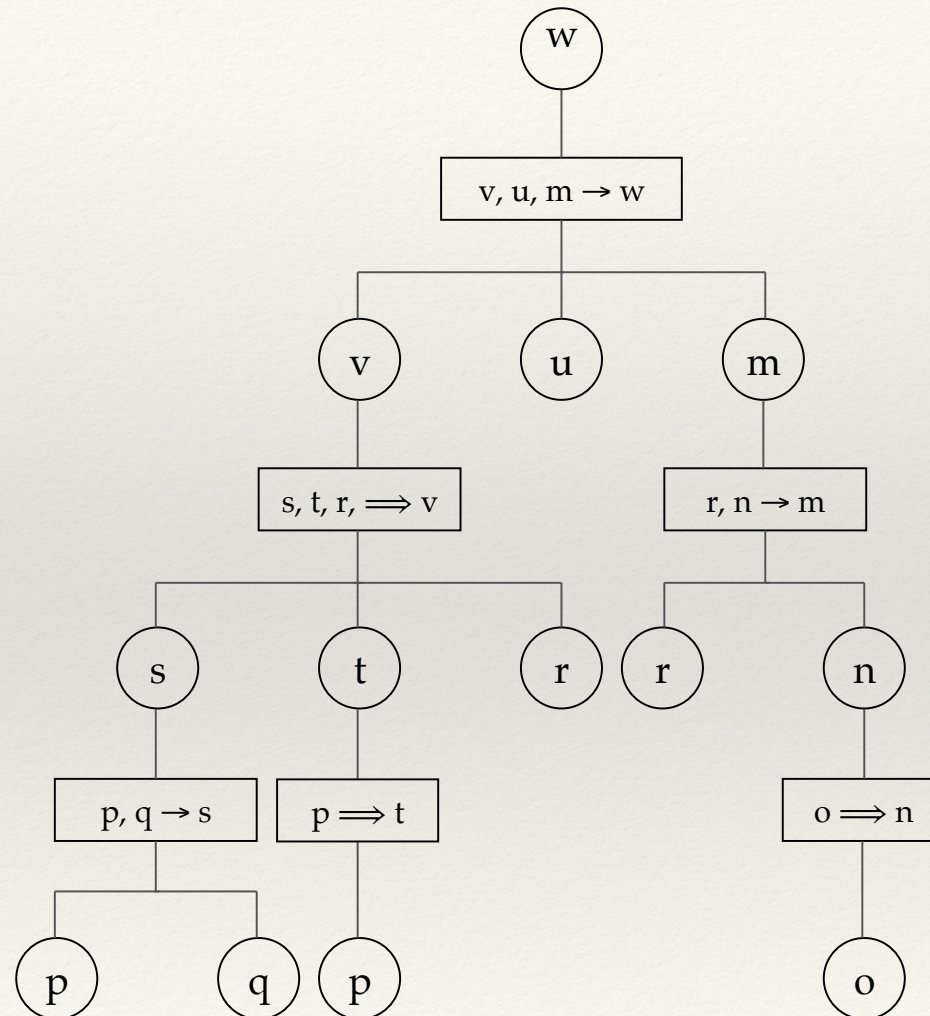 w
v, u, m → w
v u m
s, t, r, ⟹ v r, n → m
s t r r n
p, q → s p ⟹ t o ⟹ n
p q p o